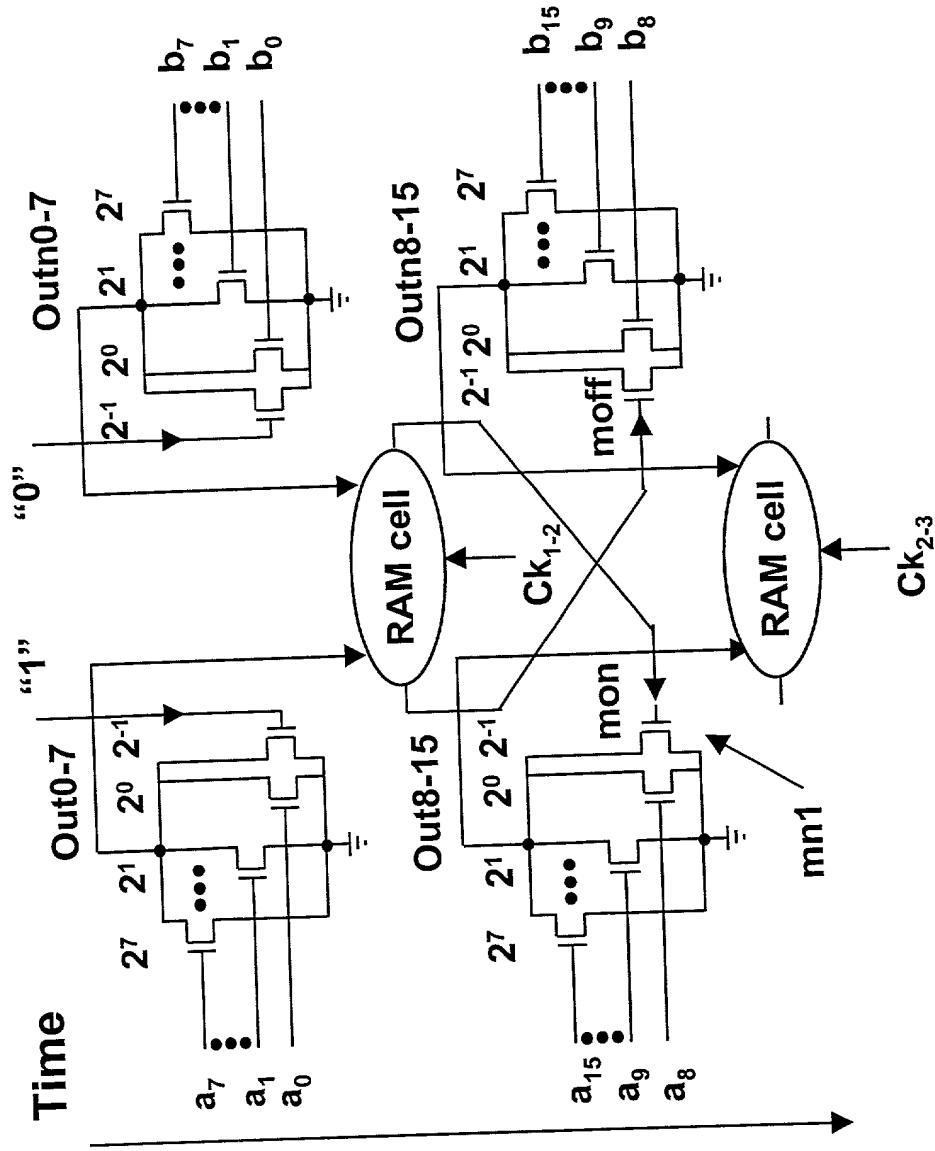 Time
"1"
"0"
Out0-7
Outn0-7
2⁷ 2¹ 2⁰ 2⁻¹
2⁻¹ 2⁰ 2¹ 2⁷
a₇
a₁
a₀
b₇
b₁
b₀
RAM cell
Ck₁₋₂
Out8-15
Outn8-15
2⁷ 2¹ 2⁰ 2⁻¹
2⁻¹ 2⁰ 2¹ 2⁷
mon
moff
a₁₅
a₉
a₈
b₁₅
b₉
b₈
mn1
RAM cell
Ck₂₋₃